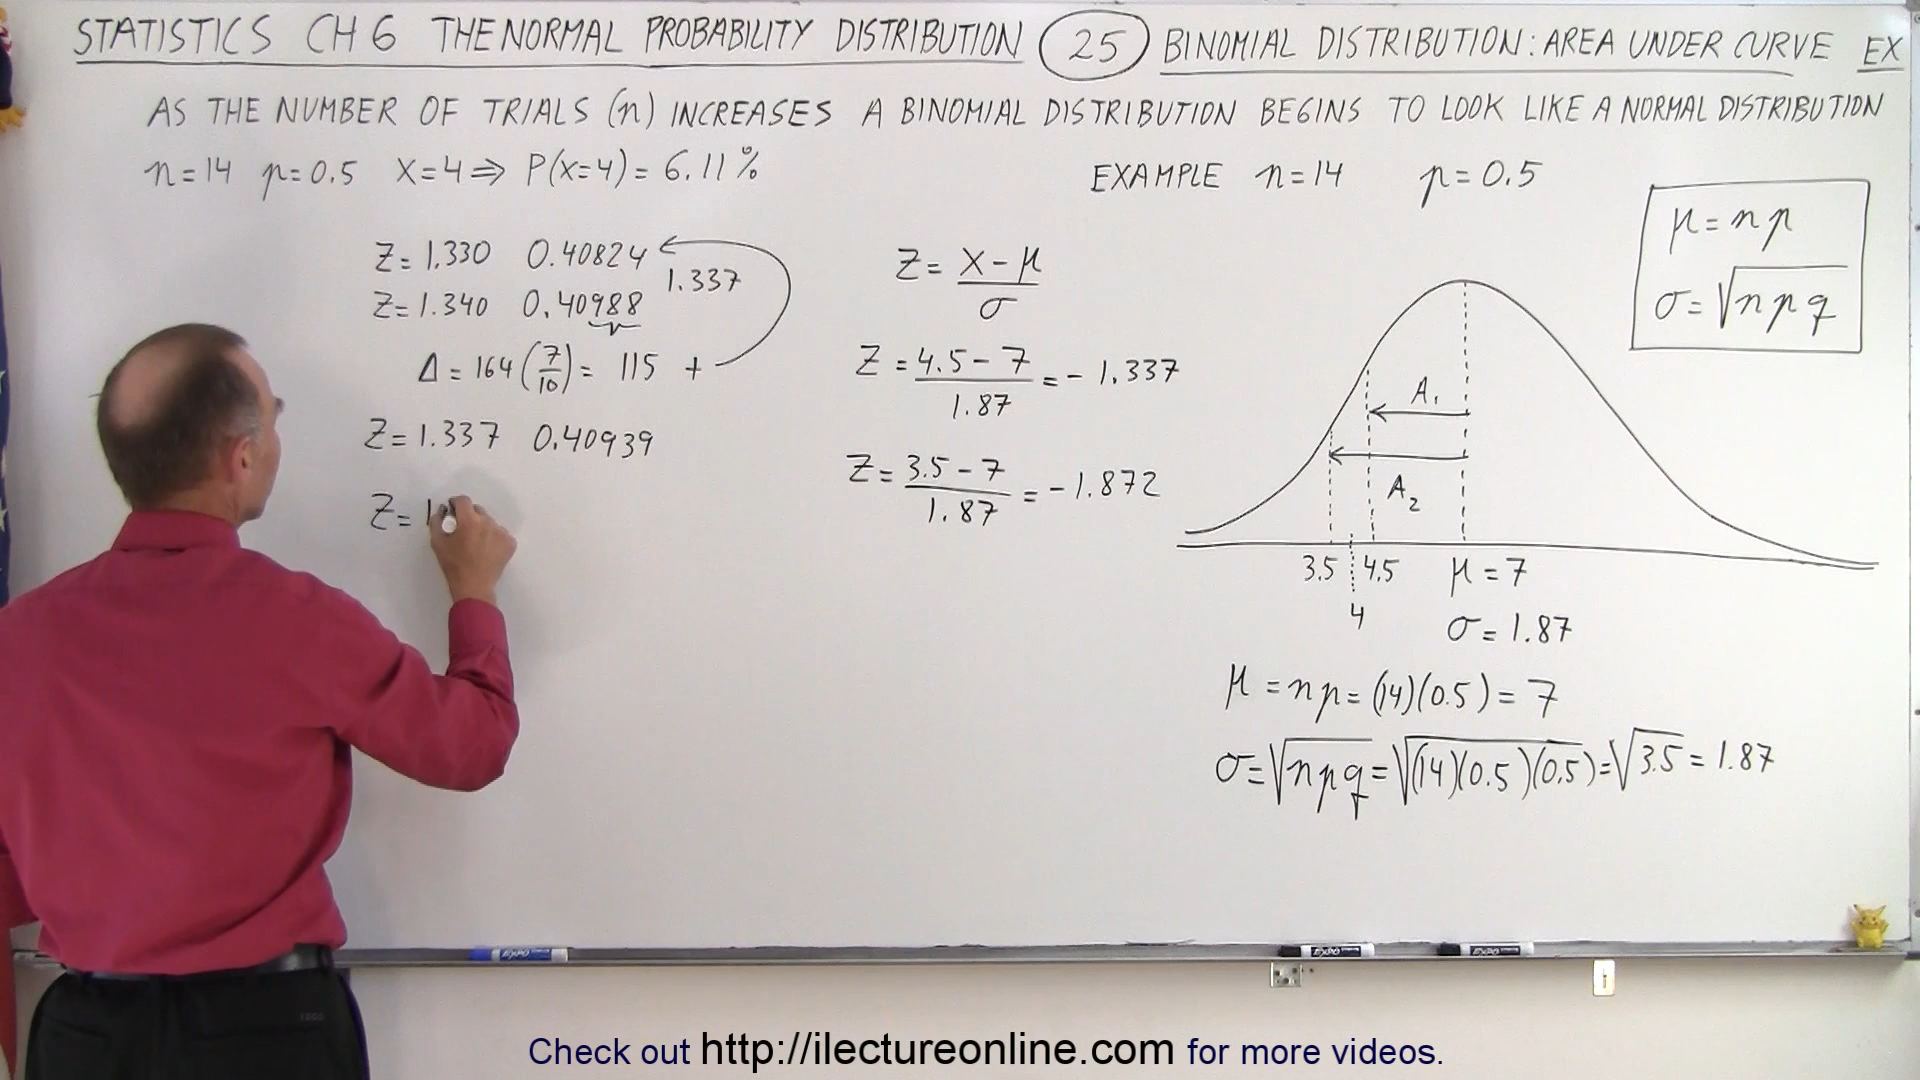 STATISTICS CH 6 THE NORMAL PROBABILITY DISTRIBUTION 25 BINOMIAL DISTRIBUTION: AREA UNDER CURVE EX
AS THE NUMBER OF TRIALS (n) INCREASES A BINOMIAL DISTRIBUTION BEGINS TO LOOK LIKE A NORMAL DISTRIBUTION
n=14 p=0.5 X=4⇒ P(X=4)= 6.11%
Z=1.330 0.40824
1.337
Z=1.340 0.40988
Δ=164(7/10)= 115 +
Z=1.337 0.40939
Z=1
Z= (X-μ)/σ
Z=(4.5-7)/1.87=-1.337
Z=(3.5-7)/1.87=-1.872
EXAMPLE n=14 p=0.5
μ=np
σ=√npq
A₁
A₂
3.5 4.5 μ=7
4
σ=1.87
μ=np=(14)(0.5)=7
σ=√npq=√(14)(0.5)(0.5)=√3.5=1.87
EXPO
EXPO
EXPO
Check out http://ilectureonline.com for more videos.